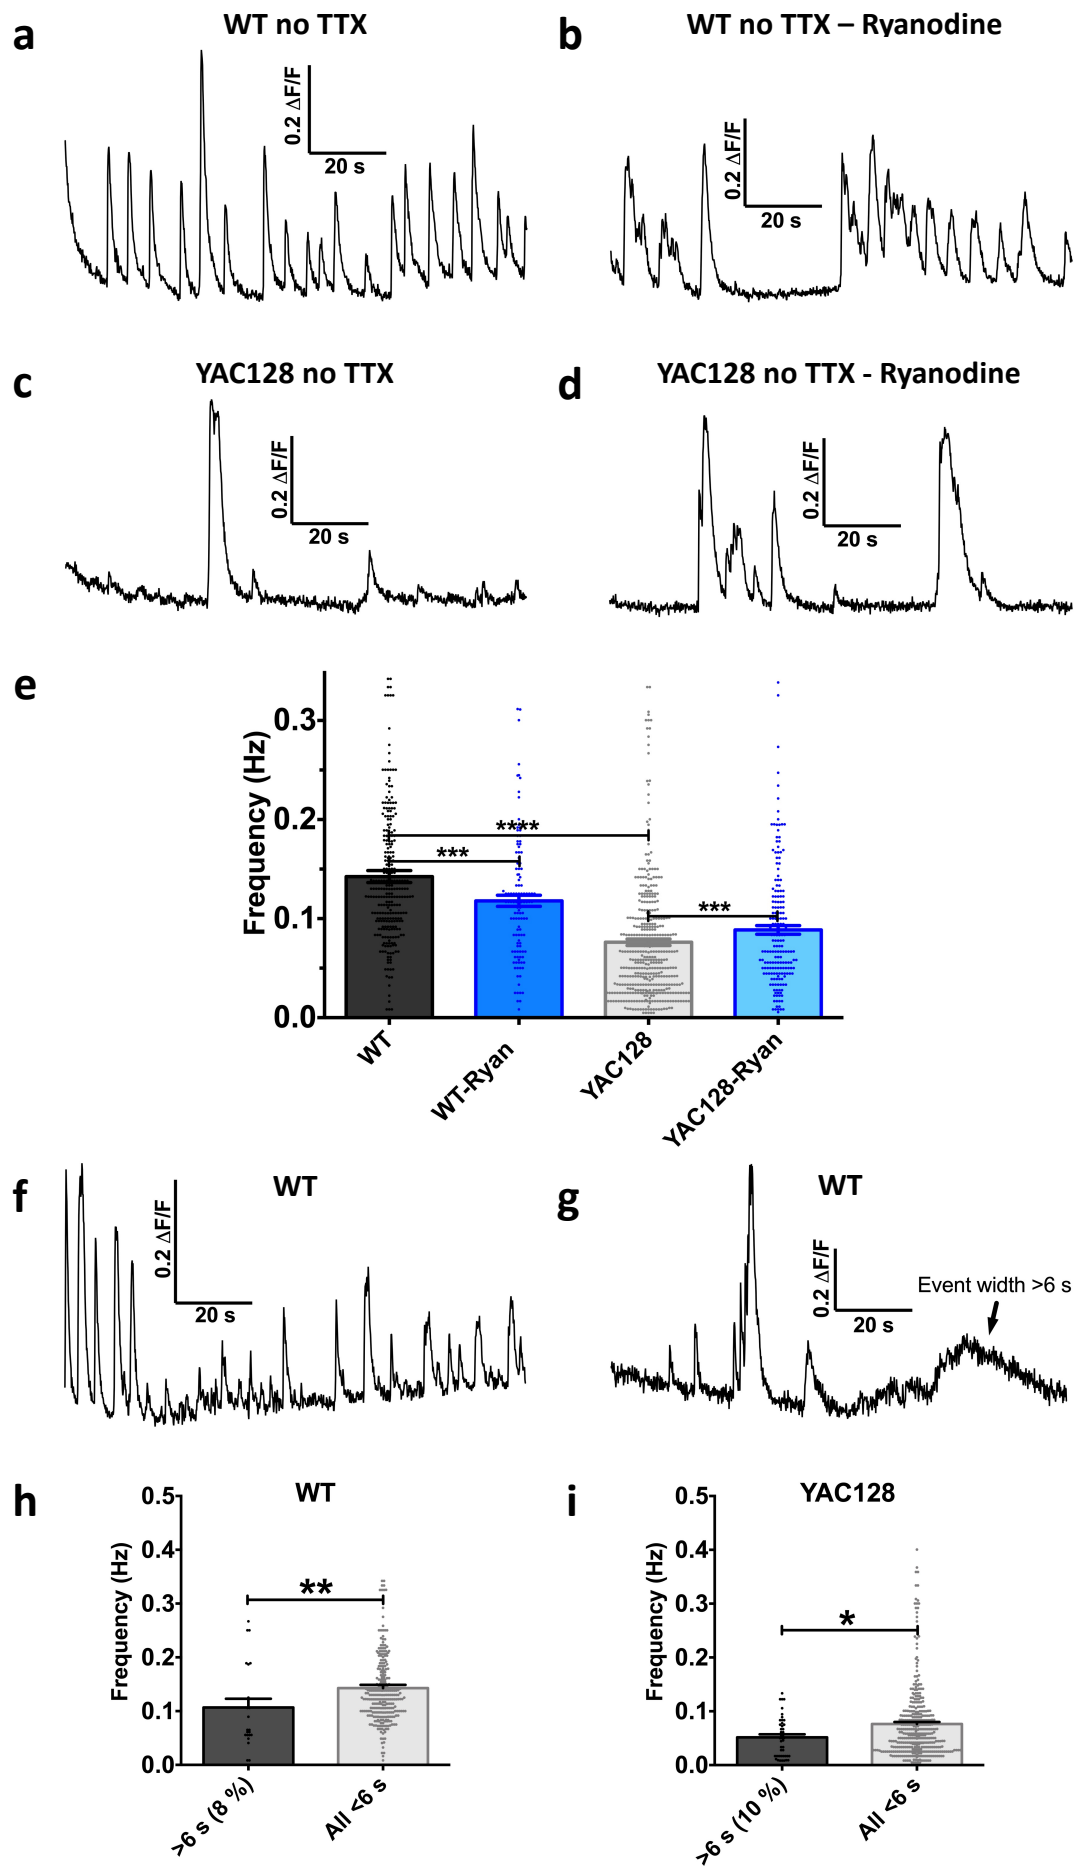 a
WT no TTX
0.2 ΔF/F
20 s
b
WT no TTX – Ryanodine
0.2 ΔF/F
20 s
c
YAC128 no TTX
0.2 ΔF/F
20 s
d
YAC128 no TTX - Ryanodine
0.2 ΔF/F
20 s
e
Frequency (Hz)
0.3
0.2
0.1
0.0
****
***
***
WT
WT-Ryan
YAC128
YAC128-Ryan
f
WT
0.2 ΔF/F
20 s
g
WT
0.2 ΔF/F
20 s
Event width >6 s
h
WT
Frequency (Hz)
0.5
0.4
0.3
0.2
0.1
0.0
**
>6 s (8 %)
All <6 s
i
YAC128
Frequency (Hz)
0.5
0.4
0.3
0.2
0.1
0.0
*
>6 s (10 %)
All <6 s